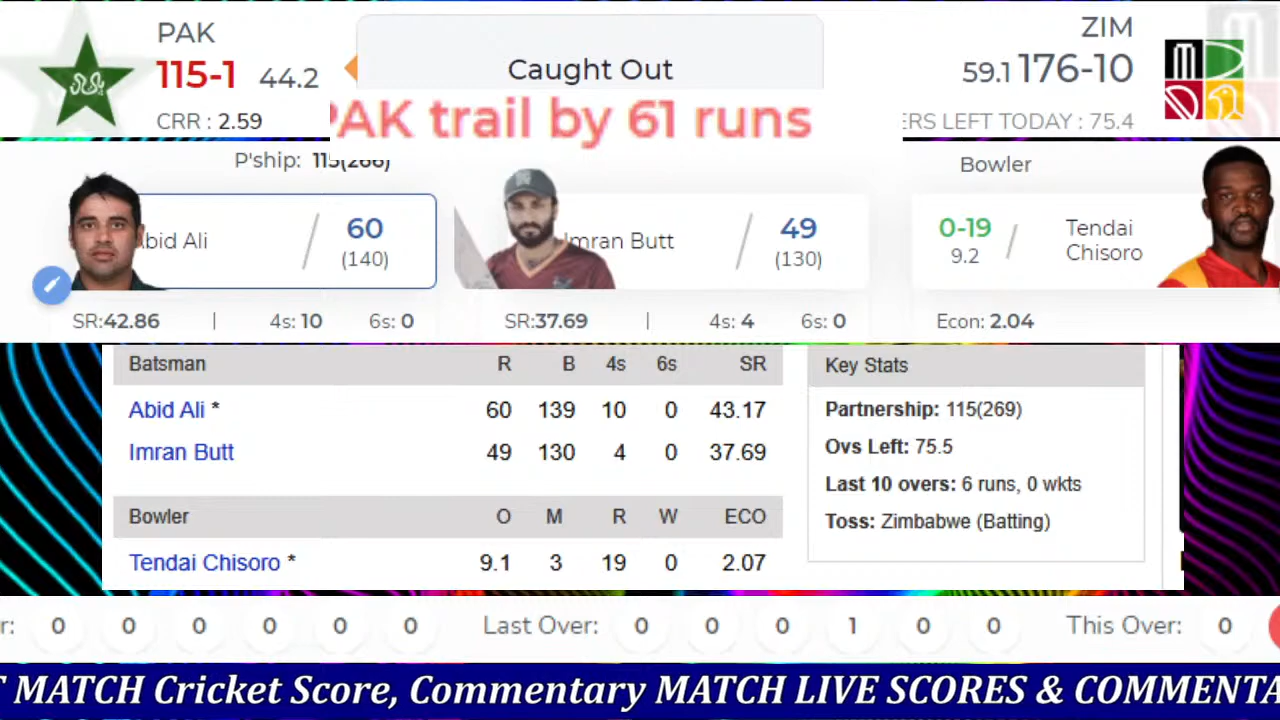 PAK
115-1 44.2
CRR : 2.59
Caught Out
PAK trail by 61 runs
ZIM
59.1 176-10
ERS LEFT TODAY : 75.4
P'ship: 115(266)
Bowler
Abid Ali
60
(140)
Imran Butt
49
(130)
0-19
9.2
Tendai
Chisoro
SR:42.86 | 4s: 10 6s: 0
SR:37.69 | 4s: 4 6s: 0
Econ: 2.04
Batsman R B 4s 6s SR
Abid Ali * 60 139 10 0 43.17
Imran Butt 49 130 4 0 37.69
Bowler O M R W ECO
Tendai Chisoro * 9.1 3 19 0 2.07
Key Stats
Partnership: 115(269)
Ovs Left: 75.5
Last 10 overs: 6 runs, 0 wkts
Toss: Zimbabwe (Batting)
r: 0 0 0 0 0 0 Last Over: 0 0 0 1 0 0 This Over: 0
T MATCH Cricket Score, Commentary MATCH LIVE SCORES & COMMENTA